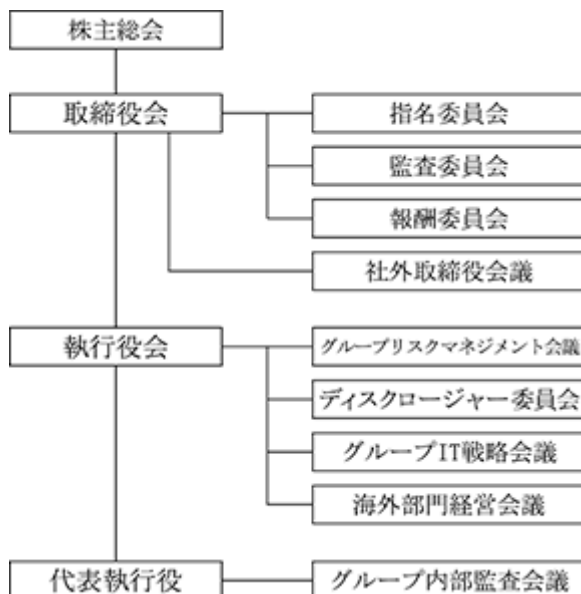 株主総会
取締役会
指名委員会
監査委員会
報酬委員会
社外取締役会議
執行役会
グループリスクマネジメント会議
ディスクロージャー委員会
グループIT戦略会議
海外部門経営会議
代表執行役
グループ内部監査会議